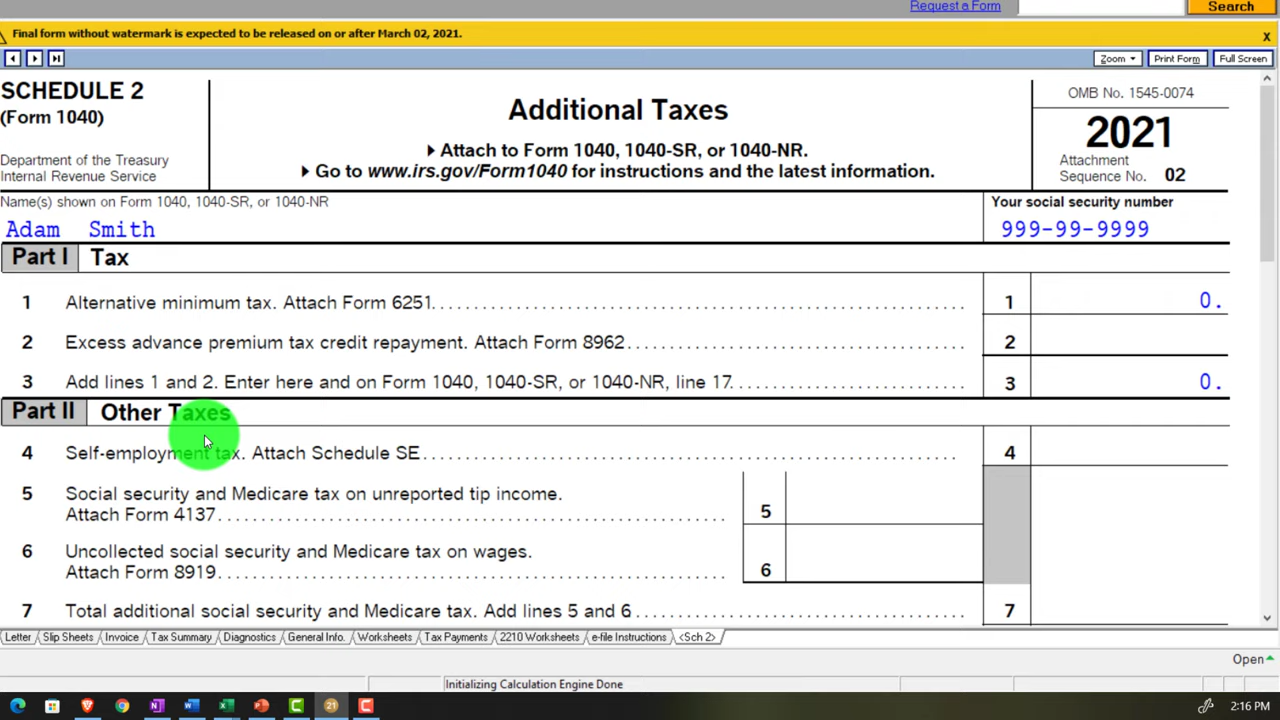 Request a Form
Search
Final form without watermark is expected to be released on or after March 02, 2021.
x
Zoom
Print Form
Full Screen
SCHEDULE 2
(Form 1040)
Department of the Treasury
Internal Revenue Service
Additional Taxes
Attach to Form 1040, 1040-SR, or 1040-NR.
Go to www.irs.gov/Form1040 for instructions and the latest information.
OMB No. 1545-0074
2021
Attachment
Sequence No. 02
Name(s) shown on Form 1040, 1040-SR, or 1040-NR
Your social security number
Adam Smith
999-99-9999
Part I Tax
1 Alternative minimum tax. Attach Form 6251 1 0.
2 Excess advance premium tax credit repayment. Attach Form 8962 2
3 Add lines 1 and 2. Enter here and on Form 1040, 1040-SR, or 1040-NR, line 17 3 0.
Part II Other Taxes
4 Self-employment tax. Attach Schedule SE 4
5 Social security and Medicare tax on unreported tip income.
Attach Form 4137 5
6 Uncollected social security and Medicare tax on wages.
Attach Form 8919 6
7 Total additional social security and Medicare tax. Add lines 5 and 6 7
Letter Slip Sheets Invoice Tax Summary Diagnostics General Info. Worksheets Tax Payments 2210 Worksheets e-file Instructions <Sch 2>
Open
Initializing Calculation Engine Done
21
2:16 PM